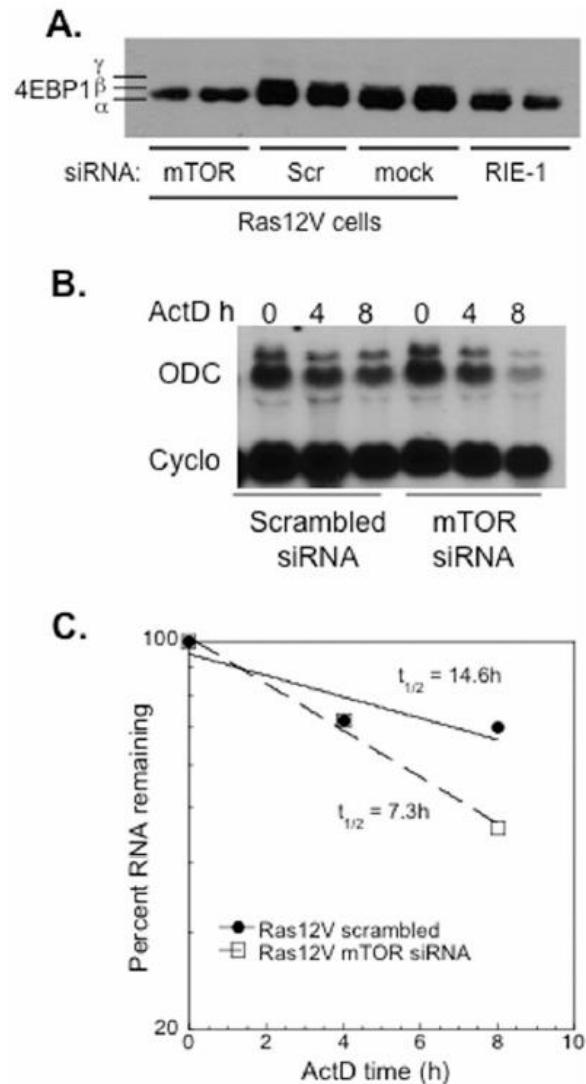 A.
γ
β
4EBP1
α
siRNA: mTOR Scr mock RIE-1
Ras12V cells
B.
ActD h 0 4 8 0 4 8
ODC
Cyclo
Scrambled siRNA
mTOR siRNA
C.
100
t1/2 = 14.6h
t1/2 = 7.3h
Percent RNA remaining
Ras12V scrambled
Ras12V mTOR siRNA
20
0 2 4 6 8 10
ActD time (h)